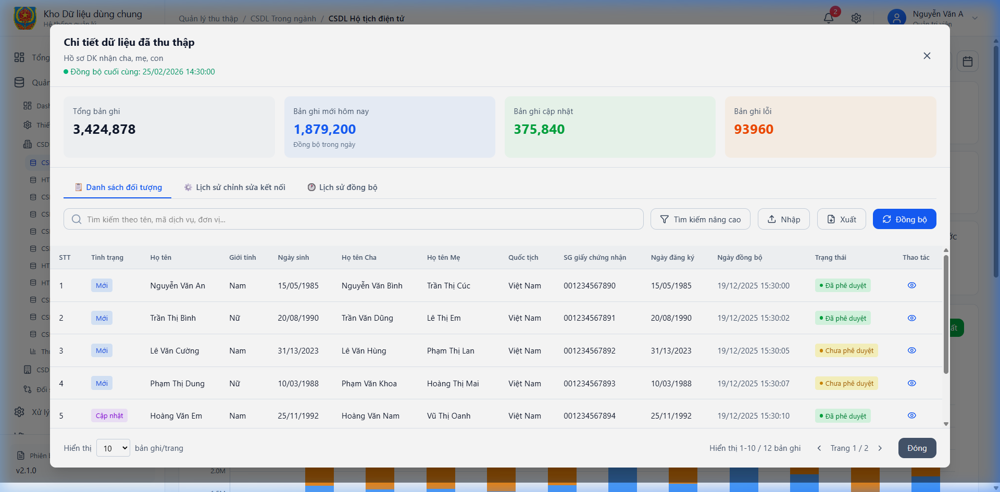 Kho Dữ liệu dùng chung
Hệ thống quản lý
Quản lý thu thập / CSDL Trong ngành / CSDL Hộ tịch điện tử
2
Nguyễn Văn A
Quản trị viên
Chi tiết dữ liệu đã thu thập
Hồ sơ DK nhận cha, mẹ, con
Đồng bộ cuối cùng: 25/02/2026 14:30:00
Tổng bản ghi
3,424,878
Bản ghi mới hôm nay
1,879,200
Đồng bộ trong ngày
Bản ghi cập nhật
375,840
Bản ghi lỗi
93960
Danh sách đối tượng
Lịch sử chỉnh sửa kết nối
Lịch sử đồng bộ
Tìm kiếm theo tên, mã dịch vụ, đơn vị...
Tìm kiếm nâng cao
Nhập
Xuất
Đồng bộ
STT Tình trạng Họ tên Giới tính Ngày sinh Họ tên Cha Họ tên Mẹ Quốc tịch SG giấy chứng nhận Ngày đăng ký Ngày đồng bộ Trạng thái Thao tác
1 Mới Nguyễn Văn An Nam 15/05/1985 Nguyễn Văn Bình Trần Thị Cúc Việt Nam 001234567890 15/05/1985 19/12/2025 15:30:00 Đã phê duyệt
2 Mới Trần Thị Bình Nữ 20/08/1990 Trần Văn Dũng Lê Thị Em Việt Nam 001234567891 20/08/1990 19/12/2025 15:30:02 Đã phê duyệt
3 Mới Lê Văn Cường Nam 31/13/2023 Lê Văn Hùng Phạm Thị Lan Việt Nam 001234567892 31/13/2023 19/12/2025 15:30:05 Chưa phê duyệt
4 Mới Phạm Thị Dung Nữ 10/03/1988 Phạm Văn Khoa Hoàng Thị Mai Việt Nam 001234567893 10/03/1988 19/12/2025 15:30:07 Chưa phê duyệt
5 Cập nhật Hoàng Văn Em Nam 25/11/1992 Hoàng Văn Nam Vũ Thị Oanh Việt Nam 001234567894 25/11/1992 19/12/2025 15:30:10 Đã phê duyệt
Hiển thị 10 bản ghi/trang
Hiển thị 1-10 / 12 bản ghi
Trang 1 / 2
Đóng
Tổng
Quản
Dash
Thiế
CSD
HT
HT
HT
CSD
Đối s
Xử lý
Phiên
v2.1.0
2.0M